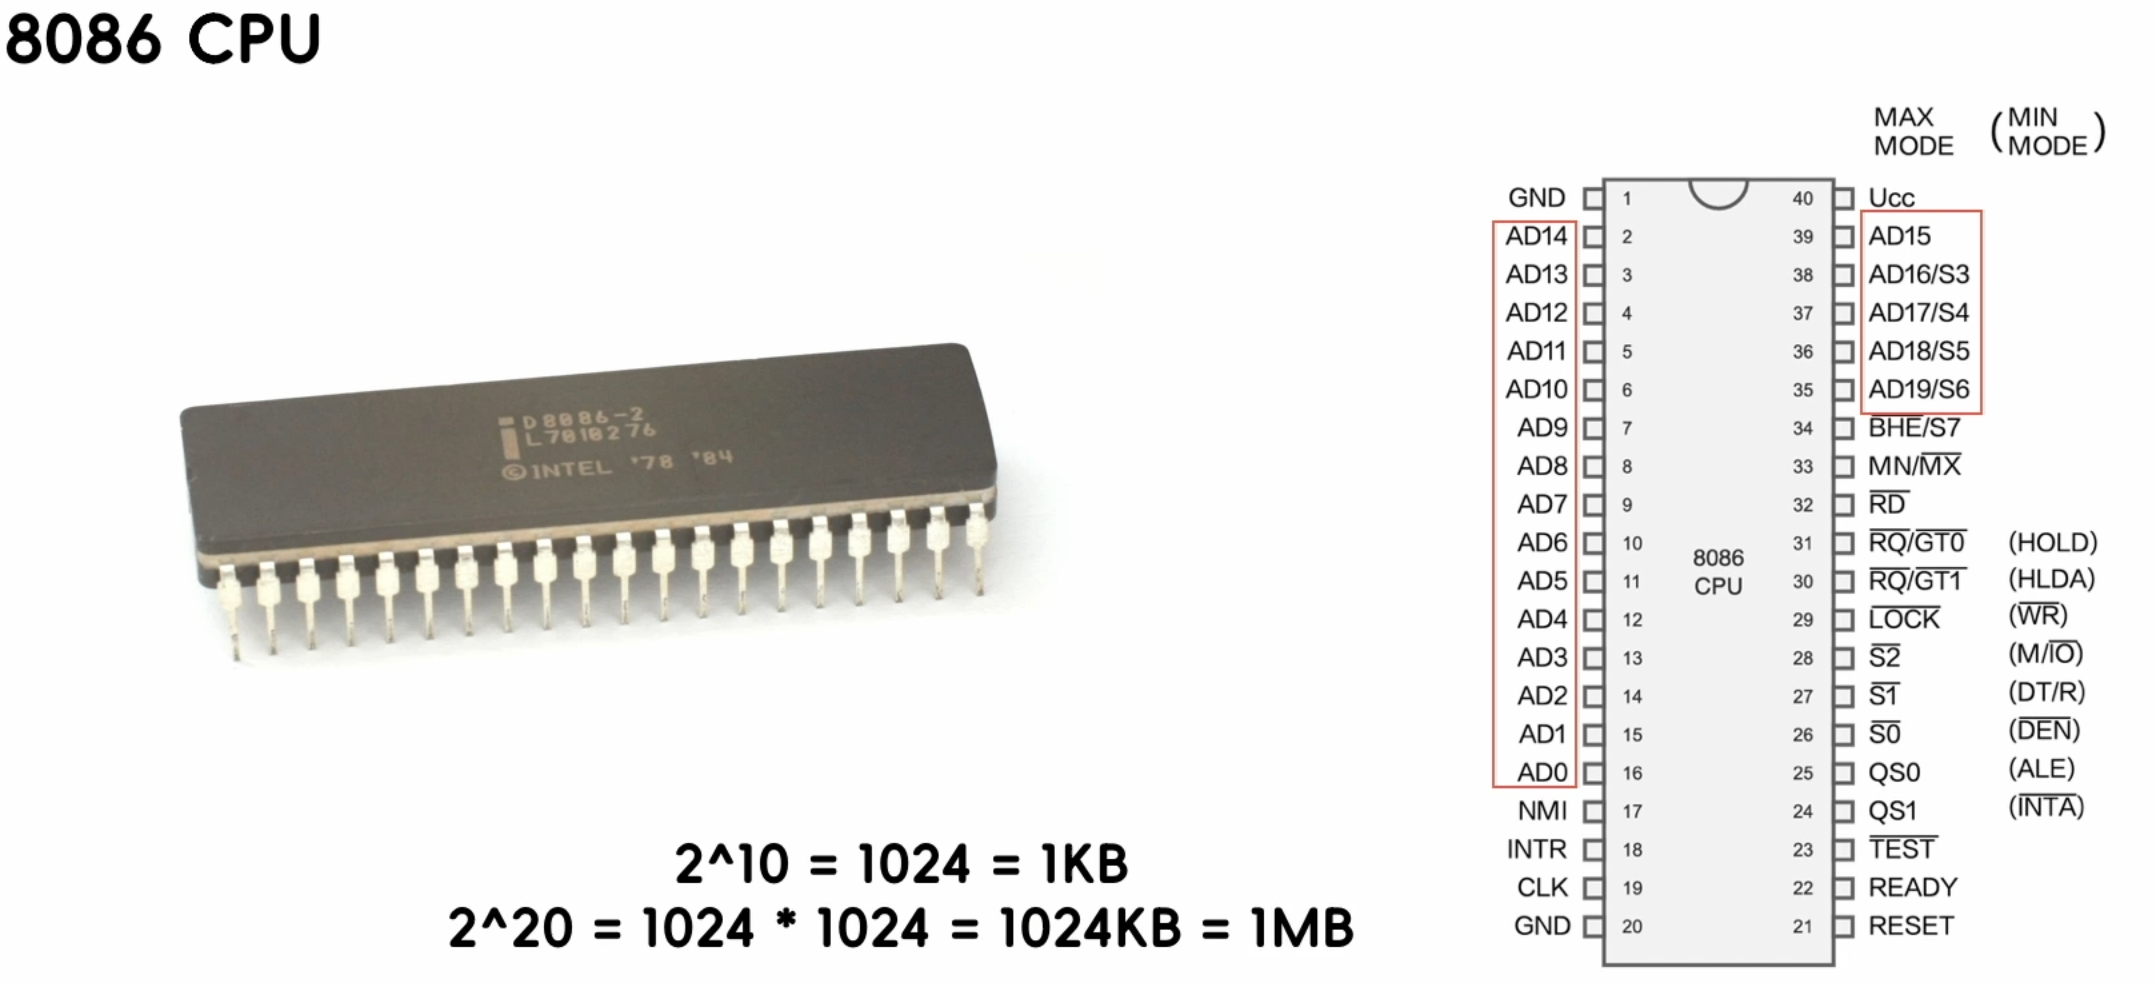 8086 CPU
D8086-2
L7010276
©INTEL '78 '84
2^10 = 1024 = 1KB
2^20 = 1024 * 1024 = 1024KB = 1MB
MAX MODE (MIN MODE)
GND 1 40 Ucc
AD14 2 39 AD15
AD13 3 38 AD16/S3
AD12 4 37 AD17/S4
AD11 5 36 AD18/S5
AD10 6 35 AD19/S6
AD9 7 34 BHE/S7
AD8 8 33 MN/MX
AD7 9 32 RD
AD6 10 31 RQ/GT0 (HOLD)
AD5 11 30 RQ/GT1 (HLDA)
8086
CPU
AD4 12 29 LOCK (WR)
AD3 13 28 S2 (M/IO)
AD2 14 27 S1 (DT/R)
AD1 15 26 S0 (DEN)
AD0 16 25 QS0 (ALE)
NMI 17 24 QS1 (INTA)
INTR 18 23 TEST
CLK 19 22 READY
GND 20 21 RESET